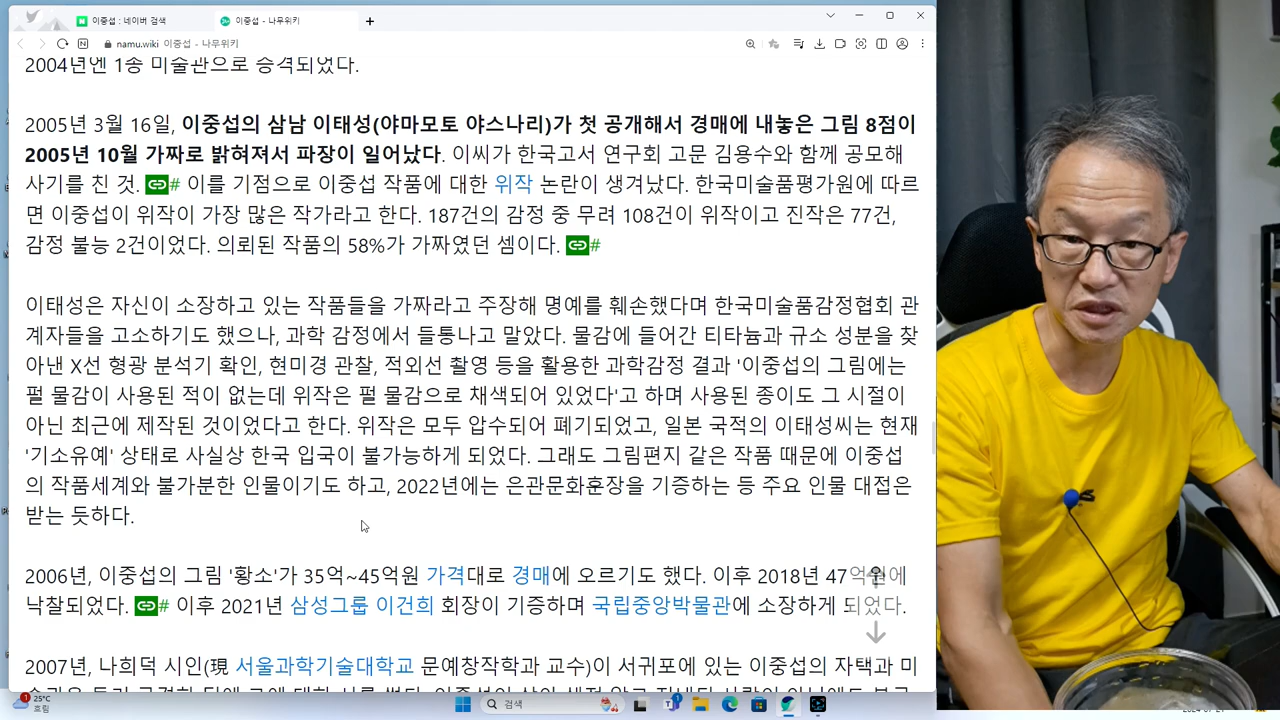 이중섭 : 네이버 검색
이중섭 - 나무위키
namu.wiki 이중섭 - 나무위키
2004년엔 1종 미술관으로 승격되었다.
2005년 3월 16일, 이중섭의 삼남 이태성(야마모토 야스나리)가 첫 공개해서 경매에 내놓은 그림 8점이
2005년 10월 가짜로 밝혀져서 파장이 일어났다. 이씨가 한국고서 연구회 고문 김용수와 함께 공모해
사기를 친 것. # 이를 기점으로 이중섭 작품에 대한 위작 논란이 생겨났다. 한국미술품평가원에 따르
면 이중섭이 위작이 가장 많은 작가라고 한다. 187건의 감정 중 무려 108건이 위작이고 진작은 77건,
감정 불능 2건이었다. 의뢰된 작품의 58%가 가짜였던 셈이다. #
이태성은 자신이 소장하고 있는 작품들을 가짜라고 주장해 명예를 훼손했다며 한국미술품감정협회 관
계자들을 고소하기도 했으나, 과학 감정에서 들통나고 말았다. 물감에 들어간 티타늄과 규소 성분을 찾
아낸 X선 형광 분석기 확인, 현미경 관찰, 적외선 촬영 등을 활용한 과학감정 결과 '이중섭의 그림에는
펄 물감이 사용된 적이 없는데 위작은 펄 물감으로 채색되어 있었다'고 하며 사용된 종이도 그 시절이
아닌 최근에 제작된 것이었다고 한다. 위작은 모두 압수되어 폐기되었고, 일본 국적의 이태성씨는 현재
'기소유예' 상태로 사실상 한국 입국이 불가능하게 되었다. 그래도 그림편지 같은 작품 때문에 이중섭
의 작품세계와 불가분한 인물이기도 하고, 2022년에는 은관문화훈장을 기증하는 등 주요 인물 대접은
받는 듯하다.
2006년, 이중섭의 그림 '황소'가 35억~45억원 가격대로 경매에 오르기도 했다. 이후 2018년 47억원에
낙찰되었다. # 이후 2021년 삼성그룹 이건희 회장이 기증하며 국립중앙박물관에 소장하게 되었다.
2007년, 나희덕 시인(現 서울과학기술대학교 문예창작학과 교수)이 서귀포에 있는 이중섭의 자택과 미
25°C
흐림
검색